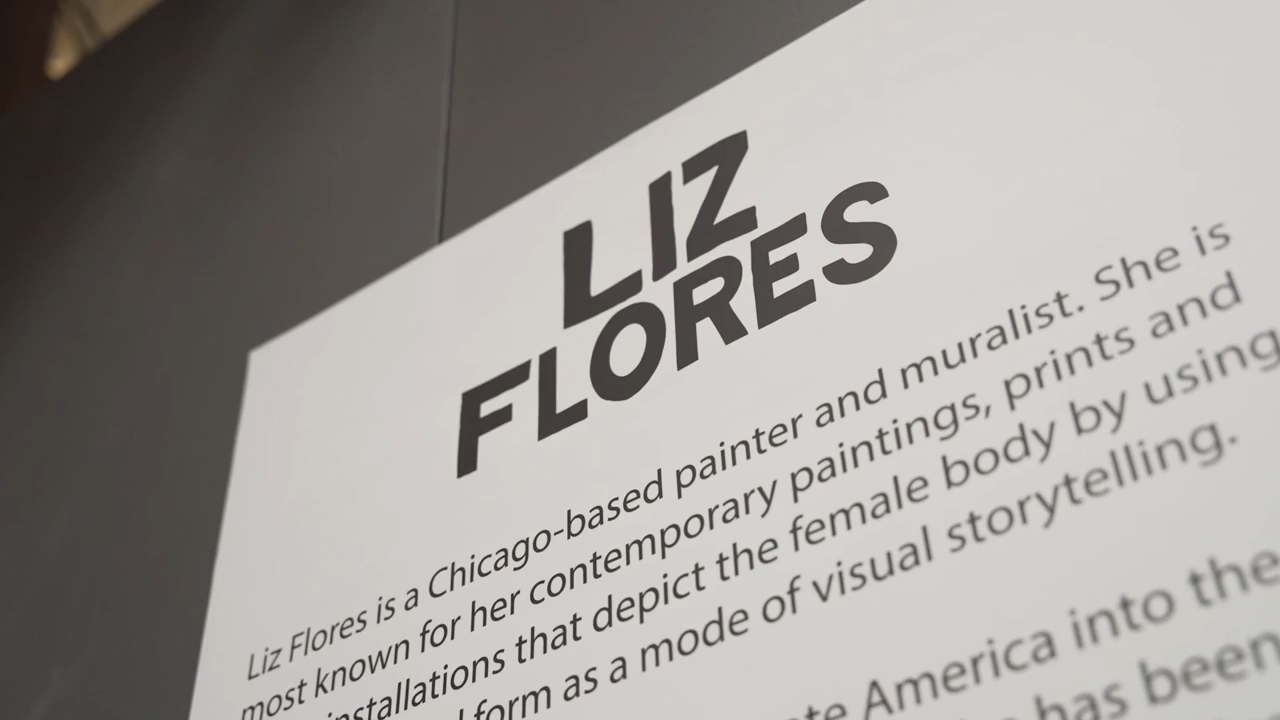 LIZ
FLORES
Liz Flores is a Chicago-based painter and muralist. She is
most known for her contemporary paintings, prints and
installations that depict the female body by using
form as a mode of visual storytelling.
America into the
has been